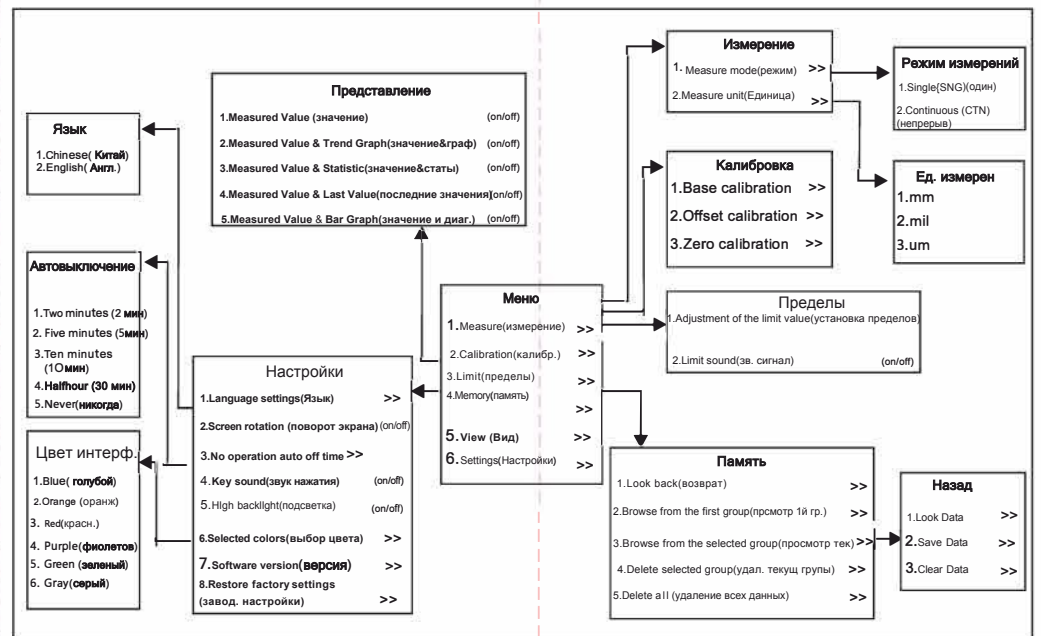 Язык
1.Chinese( Китай)
2.English( Англ.)
Автовыключение
1.Two minutes (2 мин)
2. Five minutes (5мин)
3.Ten minutes
(1Омин)
4.Halfhour (30 мин)
5.Never(никогда)
Цвет интерф.
1.Blue( голубой)
2.Orange (оранж)
3. Red(красн.)
4. Purple(фиолетов)
5. Green (зеленый)
6. Gray(серый)
Представление
1.Measured Value (значение) (on/off)
2.Measured Value & Trend Graph(значение&граф) (on/off)
3.Measured Value & Statistic(значение&статы) (on/off)
4.Measured Value & Last Value(последние значения)(on/off)
5.Measured Value & Bar Graph(значение и диаг.) (on/off)
Настройки
1.Language settings(Язык) >>
2.Screen rotation (поворот экрана) (on/off)
3.No operation auto off time >>
4. Key sound(звук нажатия) (on/off)
5. High backlight(подсветка) (on/off)
6.Selected colors(выбор цвета) >>
7.Software version(версия) >>
8.Restore factory settings
(завод. настройки) >>
Меню
1.Measure(измерение) >>
2.Calibration(калибр.) >>
3.Limit(пределы) >>
4.Memory(память) >>
5.View (Вид) >>
6.Settings(Настройки) >>
Измерение
1. Measure mode(режим) >>
2.Measure unit(Единица) >>
Режим измерений
1.Single{SNG)(один)
2.Continuous (CTN)
(непрерыв)
Калибровка
1.Base calibration >>
2.Offset calibration >>
3.Zero calibration >>
Ед. измерен
1.mm
2.mil
3.um
Пределы
1.Adjustment of the limit value(установка пределов)
2.Limit sound(зв. сигнал) (on/off)
Память
1.Look back(возврат) >>
2.Browse from the first group(прсмотр 1й гр.) >>
3.Browse from the selected group(просмотр тек) >>
4.Delete selected group(удал. текущ групы) >>
5.Delete all (удаление всех данных) >>
Назад
1.Look Data >>
2.Save Data >>
3.Clear Data >>